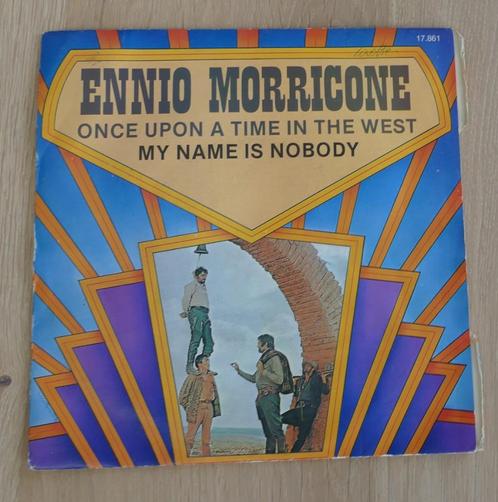 17.861
ENNIO MORRICONE
ONCE UPON A TIME IN THE WEST
MY NAME IS NOBODY